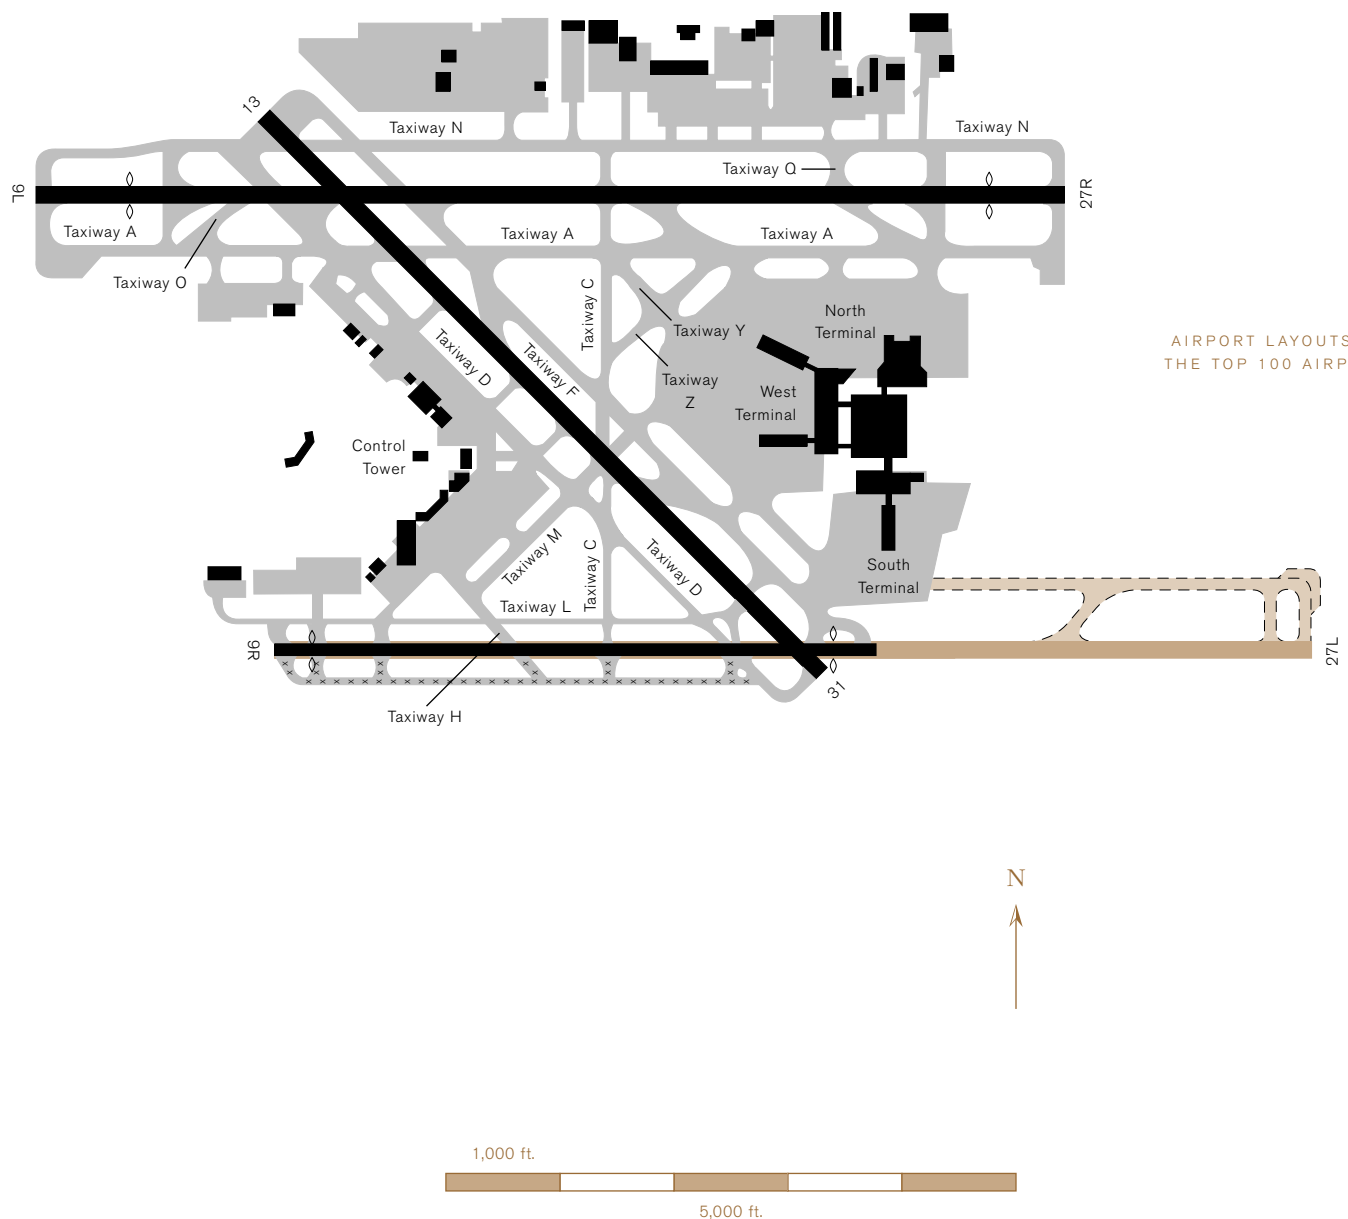 13
Taxiway N
Taxiway N
Taxiway Q
9L
27R
Taxiway A
Taxiway A
Taxiway A
Taxiway O
Taxiway C
North
Terminal
Taxiway Y
AIRPORT LAYOUTS
THE TOP 100 AIRP
Taxiway D
Taxiway F
Taxiway
Z
West
Terminal
Control
Tower
Taxiway M
Taxiway C
Taxiway D
South
Terminal
Taxiway L
9R
27L
x x x x x x x x x x x x x x x x x x x x x x x x x x x x x x x x x x x x x x x x
31
Taxiway H
N
1,000 ft.
5,000 ft.